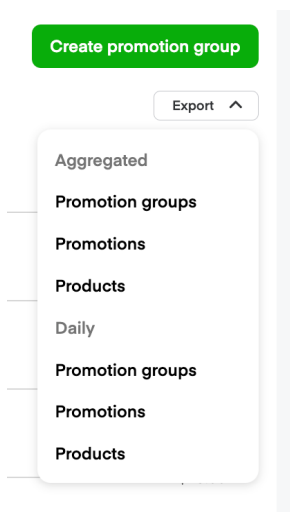 Create promotion group
Export
Aggregated
Promotion groups
Promotions
Products
Daily
Promotion groups
Promotions
Products